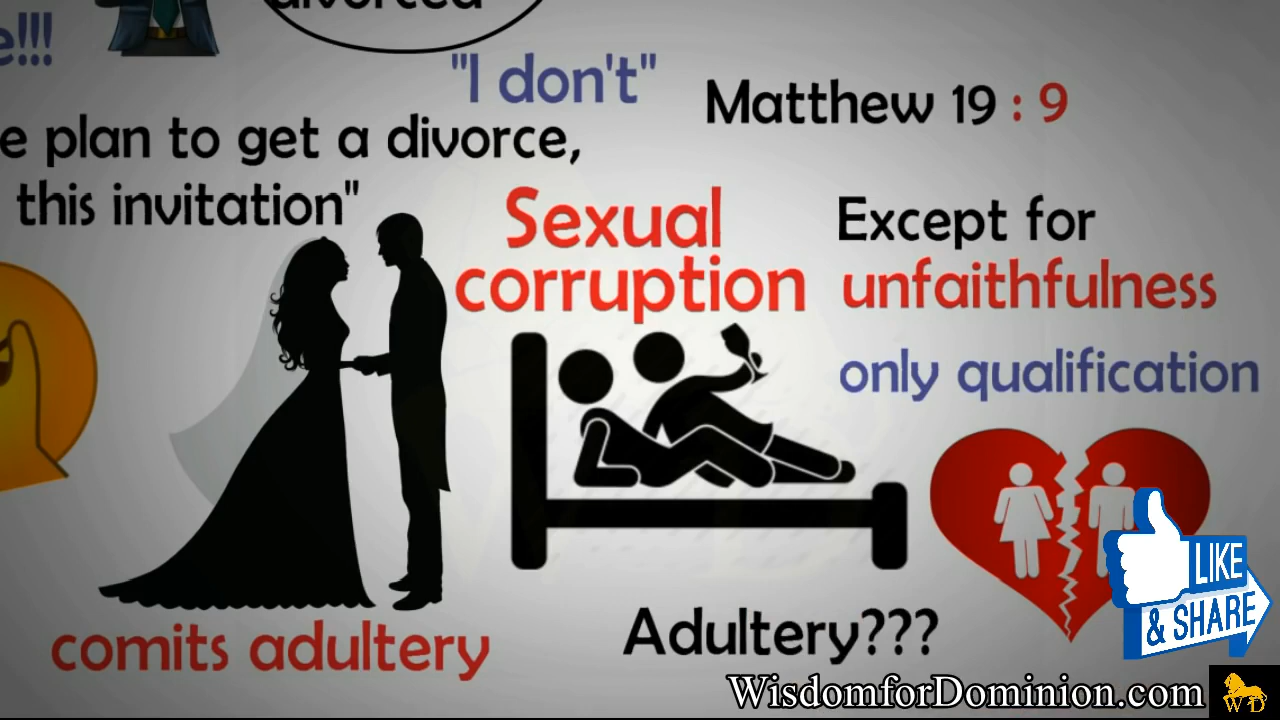 divorced
e!!!
"I don't"
Matthew 19 : 9
e plan to get a divorce,
this invitation"
Sexual
corruption
Except for
unfaithfulness
only qualification
LIKE
& SHARE
comits adultery
Adultery???
WisdomforDominion.com
WD